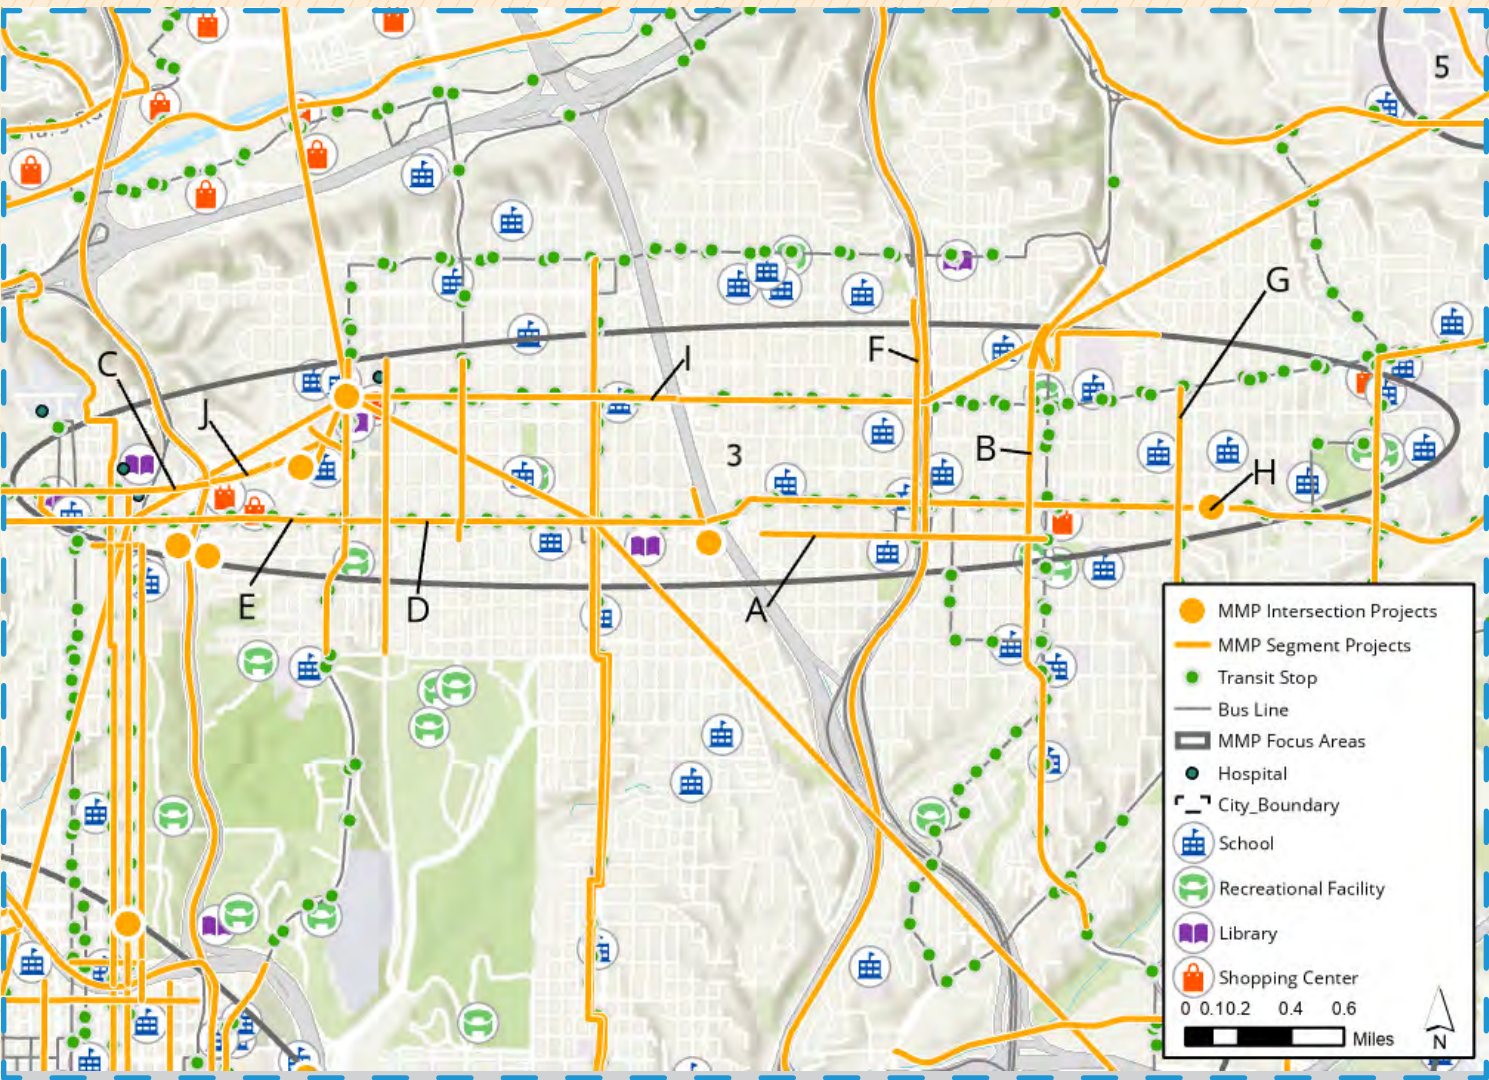 5
G
C
F
I
J
B
3
H
E
D
A
MMP Intersection Projects
MMP Segment Projects
Transit Stop
Bus Line
MMP Focus Areas
Hospital
City_Boundary
School
Recreational Facility
Library
Shopping Center
0 0.10.2 0.4 0.6
Miles
N